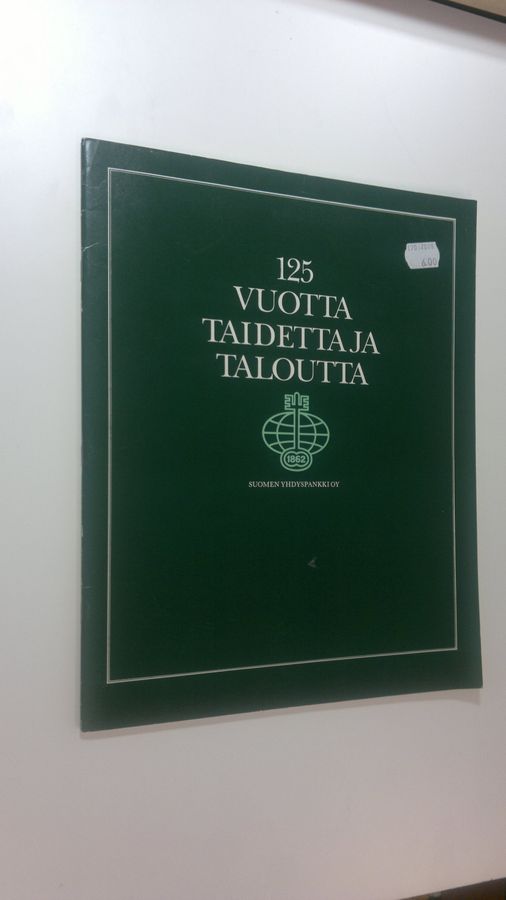 125
VUOTTA
TAIDETTA JA
TALOUTTA
1862
SUOMEN YHDYSPANKKI OY
6.00